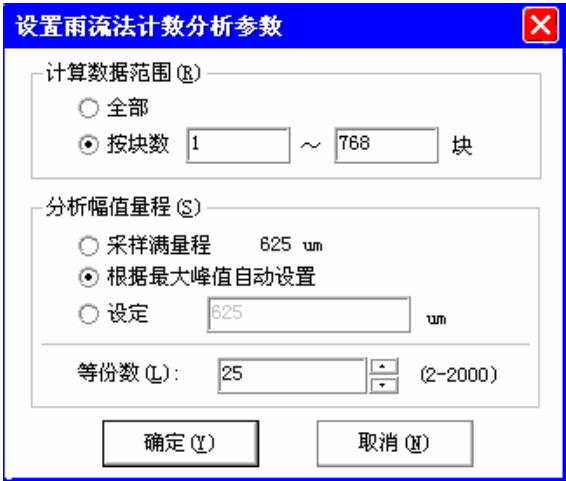 设置雨流法计数分析参数
计算数据范围(R)
全部
按块数 1 ～ 768 块
分析幅值量程(S)
采样满量程 625 um
根据最大峰值自动设置
设定 625 um
等份数(L): 25 (2-2000)
确定(Y) 取消(N)